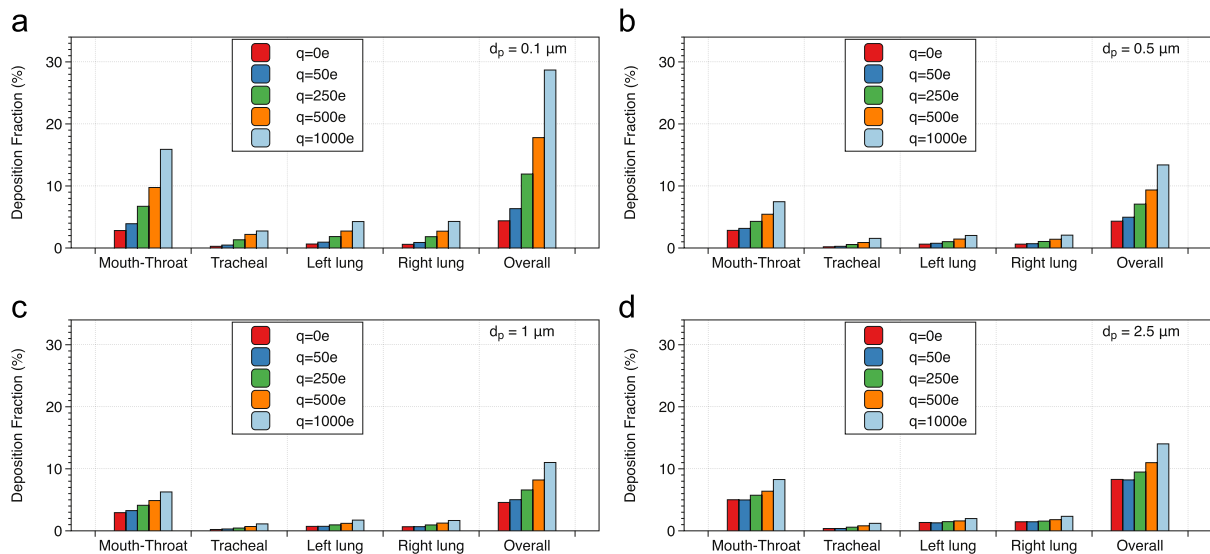 a
d_p = 0.1 μm
Deposition Fraction (%)
30
20
10
0
q=0e
q=50e
q=250e
q=500e
q=1000e
Mouth-Throat Tracheal Left lung Right lung Overall
b
d_p = 0.5 μm
Deposition Fraction (%)
30
20
10
0
q=0e
q=50e
q=250e
q=500e
q=1000e
Mouth-Throat Tracheal Left lung Right lung Overall
c
d_p = 1 μm
Deposition Fraction (%)
30
20
10
0
q=0e
q=50e
q=250e
q=500e
q=1000e
Mouth-Throat Tracheal Left lung Right lung Overall
d
d_p = 2.5 μm
Deposition Fraction (%)
30
20
10
0
q=0e
q=50e
q=250e
q=500e
q=1000e
Mouth-Throat Tracheal Left lung Right lung Overall